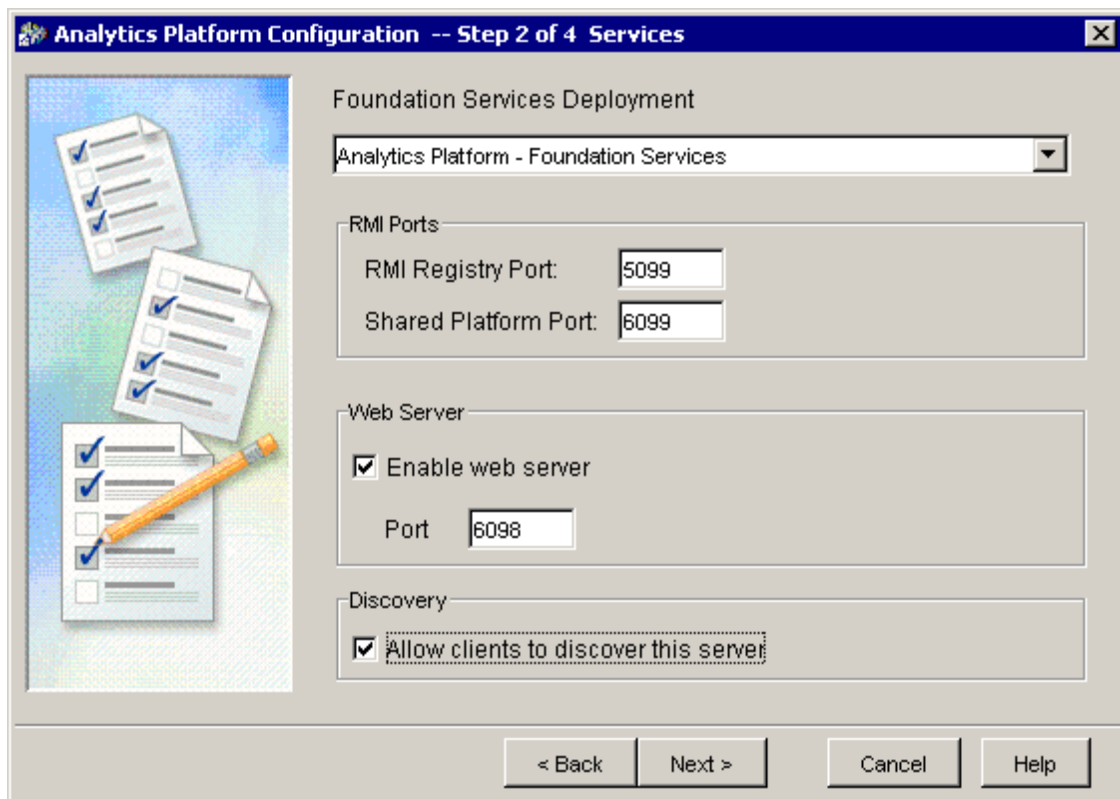 Analytics Platform Configuration -- Step 2 of 4 Services
Foundation Services Deployment
Analytics Platform - Foundation Services
RMI Ports
RMI Registry Port: 5099
Shared Platform Port: 6099
Web Server
Enable web server
Port 6098
Discovery
Allow clients to discover this server
< Back Next > Cancel Help